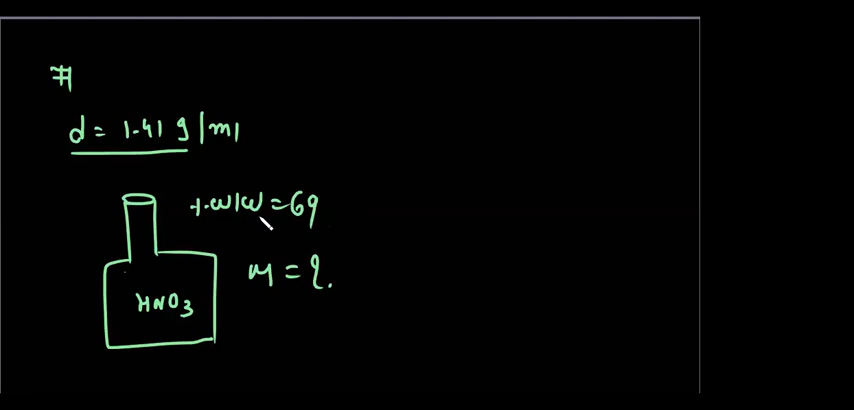 #
d = 1.41 g/ml
%w/w = 69
M = ?
HNO3